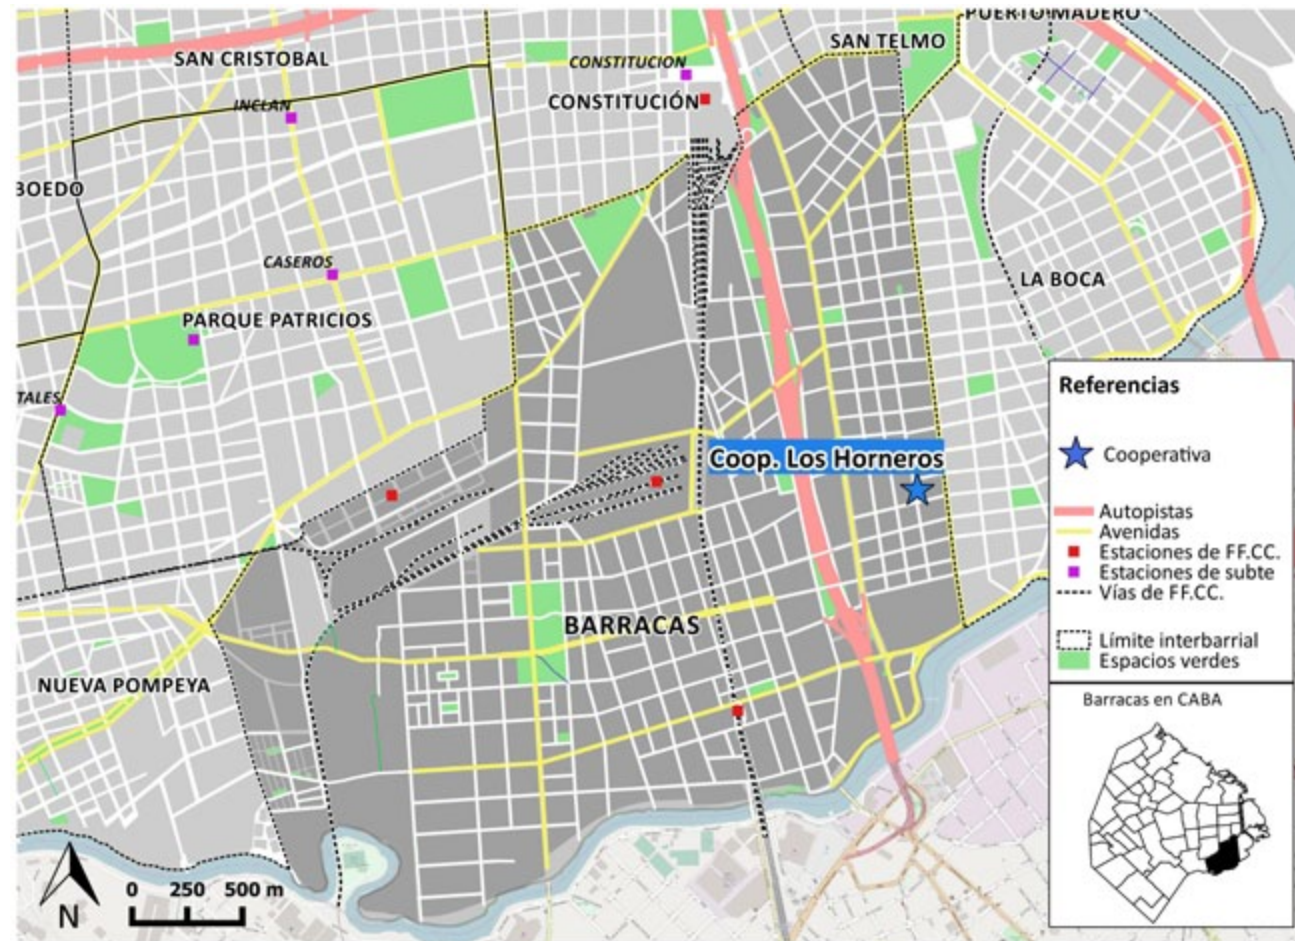 PUERTO MADERO
SAN TELMO
SAN CRISTOBAL
CONSTITUCION
CONSTITUCIÓN
INCLAN
BOEDO
CASEROS
LA BOCA
PARQUE PATRICIOS
TALES
Coop. Los Horneros
BARRACAS
NUEVA POMPEYA
0 250 500 m
N
Referencias
Cooperativa
Autopistas
Avenidas
Estaciones de FF.CC.
Estaciones de subte
Vías de FF.CC.
Límite interbarrial
Espacios verdes
Barracas en CABA